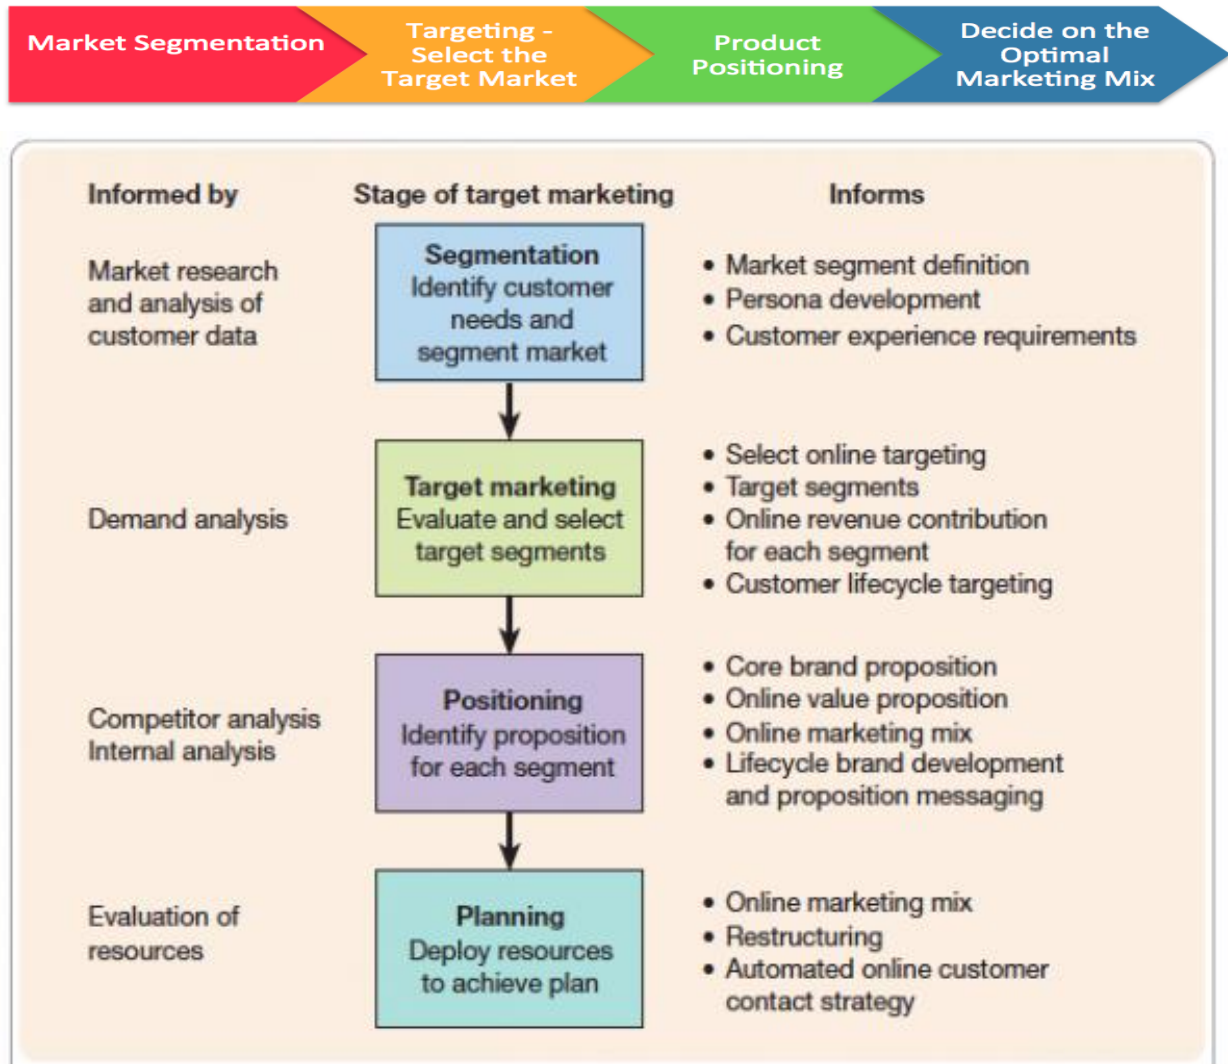 Market Segmentation
Targeting -
Select the
Target Market
Product
Positioning
Decide on the
Optimal
Marketing Mix
Informed by
Stage of target marketing
Informs
Market research
and analysis of
customer data
Segmentation
Identify customer
needs and
segment market
• Market segment definition
• Persona development
• Customer experience requirements
Demand analysis
Target marketing
Evaluate and select
target segments
• Select online targeting
• Target segments
• Online revenue contribution
for each segment
• Customer lifecycle targeting
Competitor analysis
Internal analysis
Positioning
Identify proposition
for each segment
• Core brand proposition
• Online value proposition
• Online marketing mix
• Lifecycle brand development
and proposition messaging
Evaluation of
resources
Planning
Deploy resources
to achieve plan
• Online marketing mix
• Restructuring
• Automated online customer
contact strategy